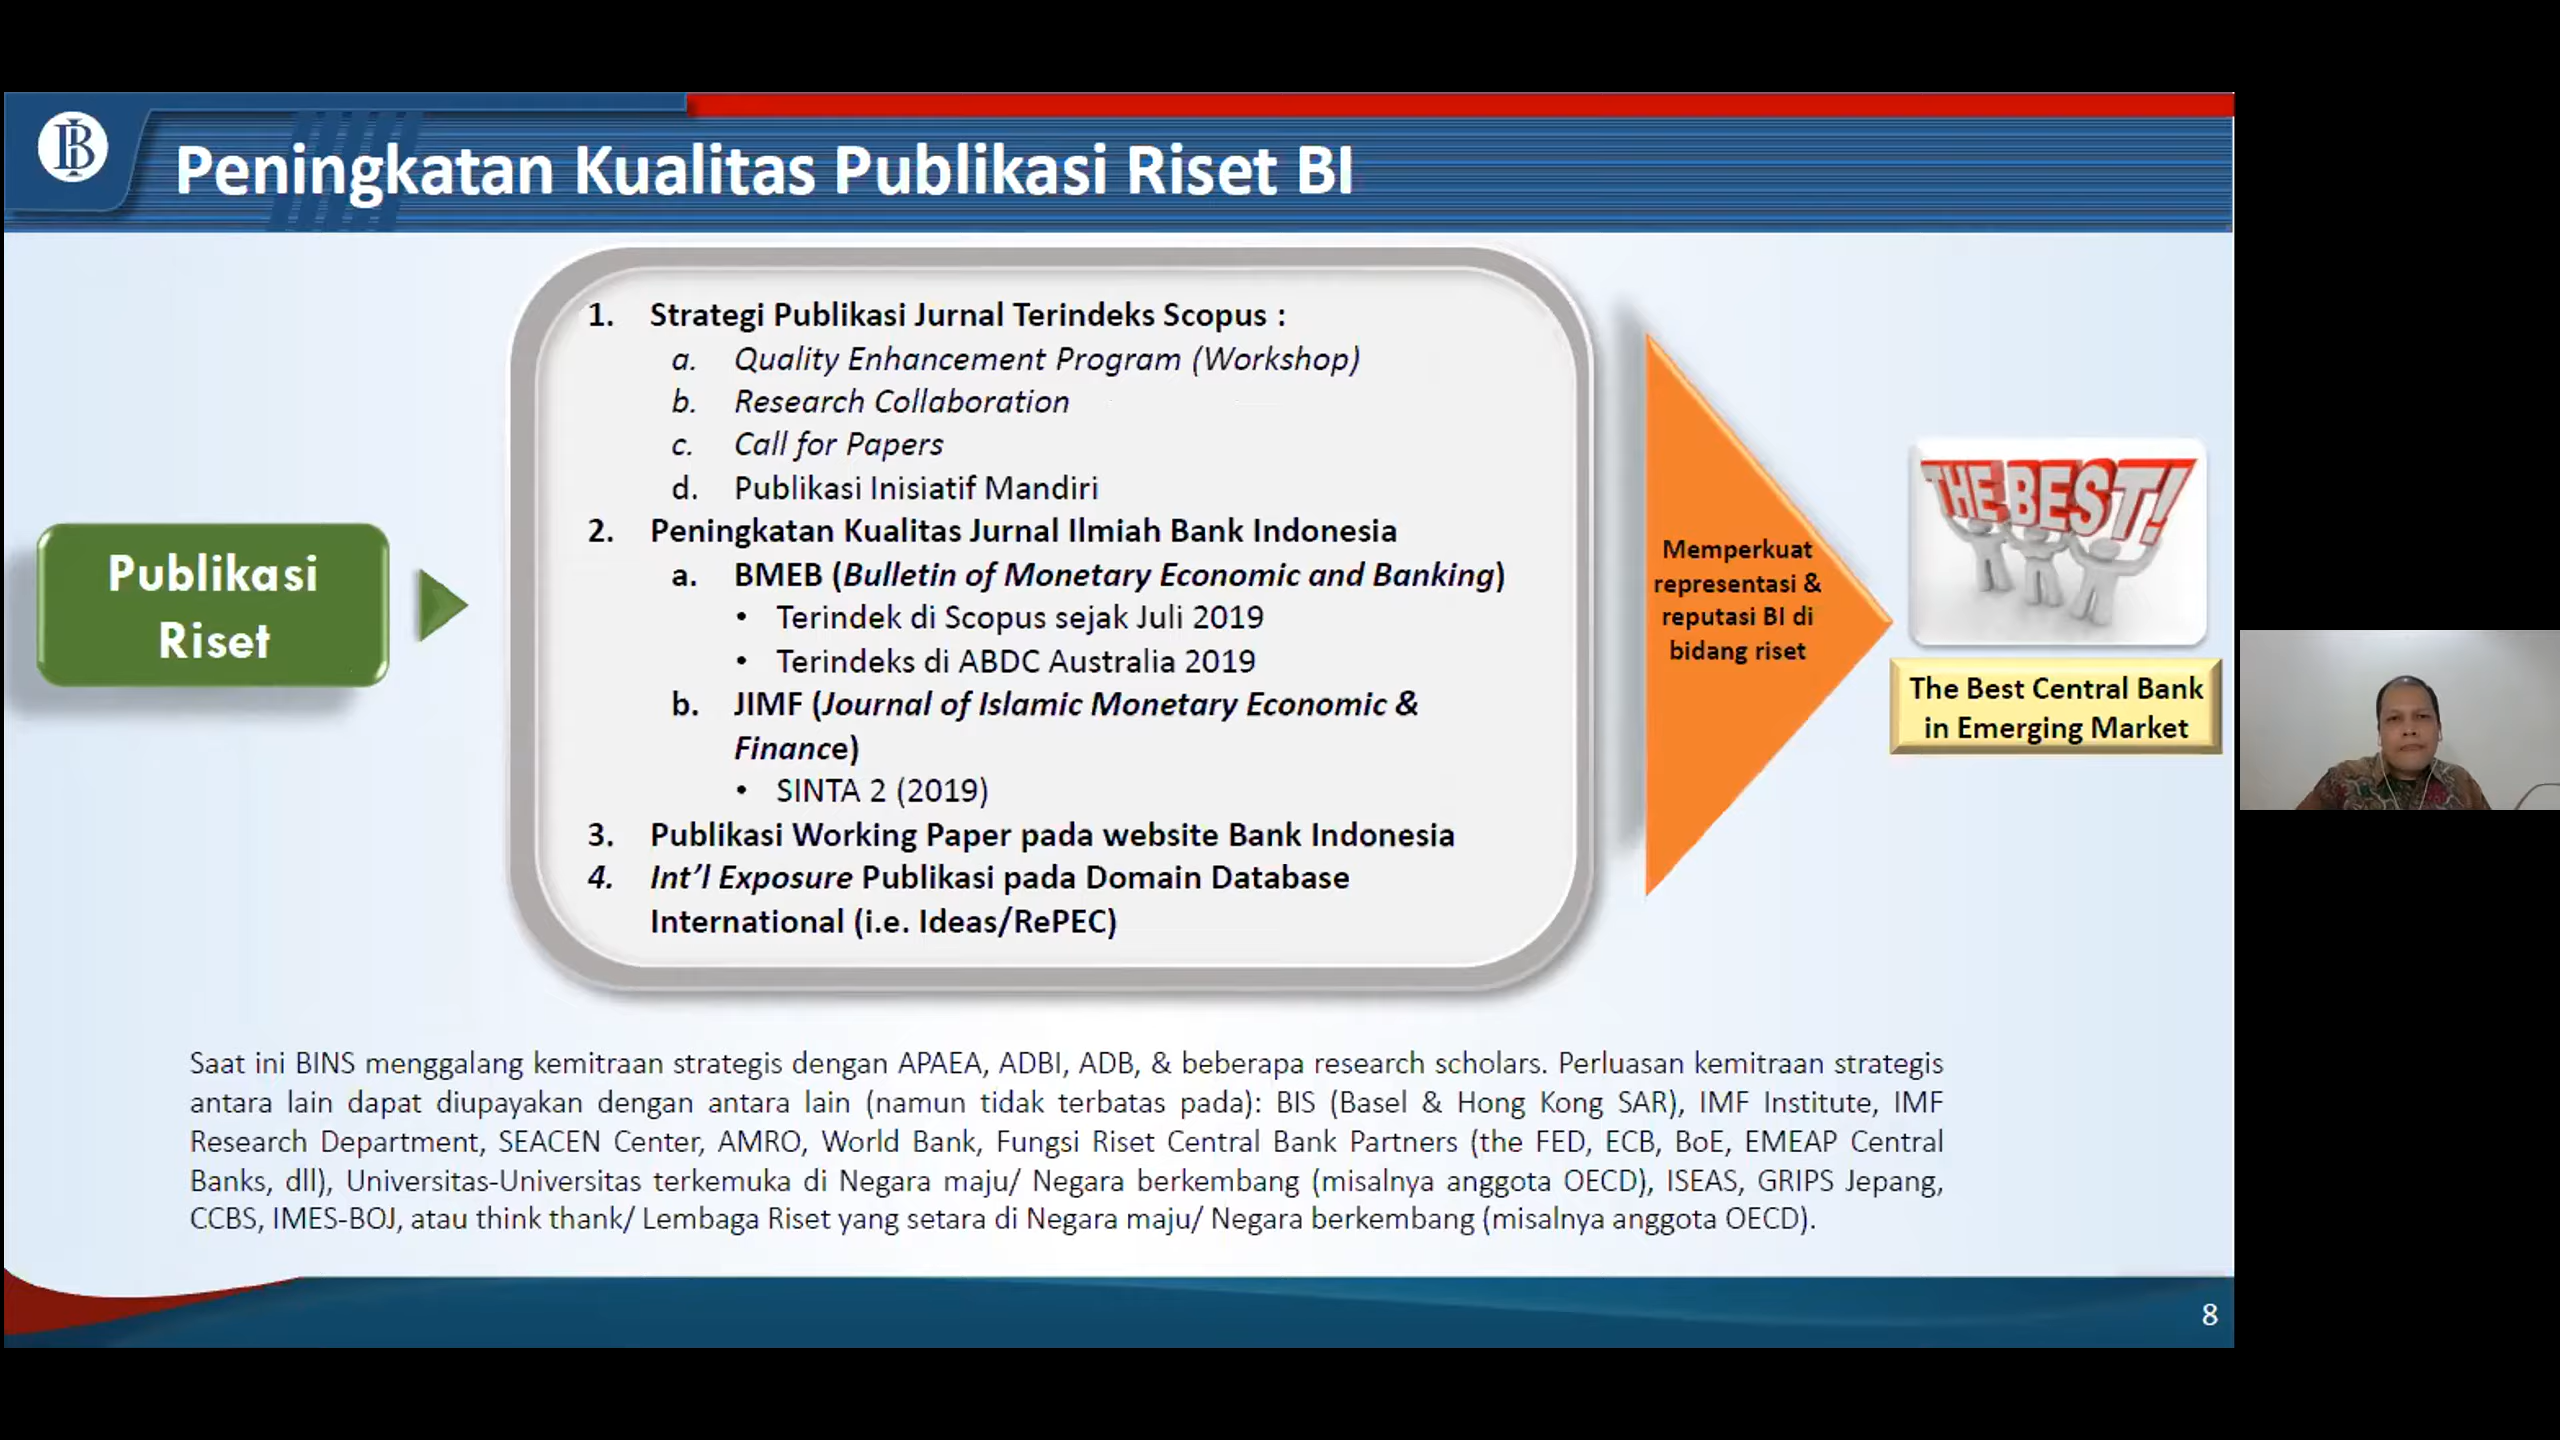 Peningkatan Kualitas Publikasi Riset BI
Publikasi
Riset
1. Strategi Publikasi Jurnal Terindeks Scopus :
a. Quality Enhancement Program (Workshop)
b. Research Collaboration
c. Call for Papers
d. Publikasi Inisiatif Mandiri
2. Peningkatan Kualitas Jurnal Ilmiah Bank Indonesia
a. BMEB (Bulletin of Monetary Economic and Banking)
• Terindek di Scopus sejak Juli 2019
• Terindeks di ABDC Australia 2019
b. JIMF (Journal of Islamic Monetary Economic &
Finance)
• SINTA 2 (2019)
3. Publikasi Working Paper pada website Bank Indonesia
4. Int'l Exposure Publikasi pada Domain Database
International (i.e. Ideas/RePEC)
Memperkuat
representasi &
reputasi BI di
bidang riset
THE BEST!
The Best Central Bank
in Emerging Market
Saat ini BINS menggalang kemitraan strategis dengan APAEA, ADBI, ADB, & beberapa research scholars. Perluasan kemitraan strategis
antara lain dapat diupayakan dengan antara lain (namun tidak terbatas pada): BIS (Basel & Hong Kong SAR), IMF Institute, IMF
Research Department, SEACEN Center, AMRO, World Bank, Fungsi Riset Central Bank Partners (the FED, ECB, BoE, EMEAP Central
Banks, dll), Universitas-Universitas terkemuka di Negara maju/ Negara berkembang (misalnya anggota OECD), ISEAS, GRIPS Jepang,
CCBS, IMES-BOJ, atau think thank/ Lembaga Riset yang setara di Negara maju/ Negara berkembang (misalnya anggota OECD).
8